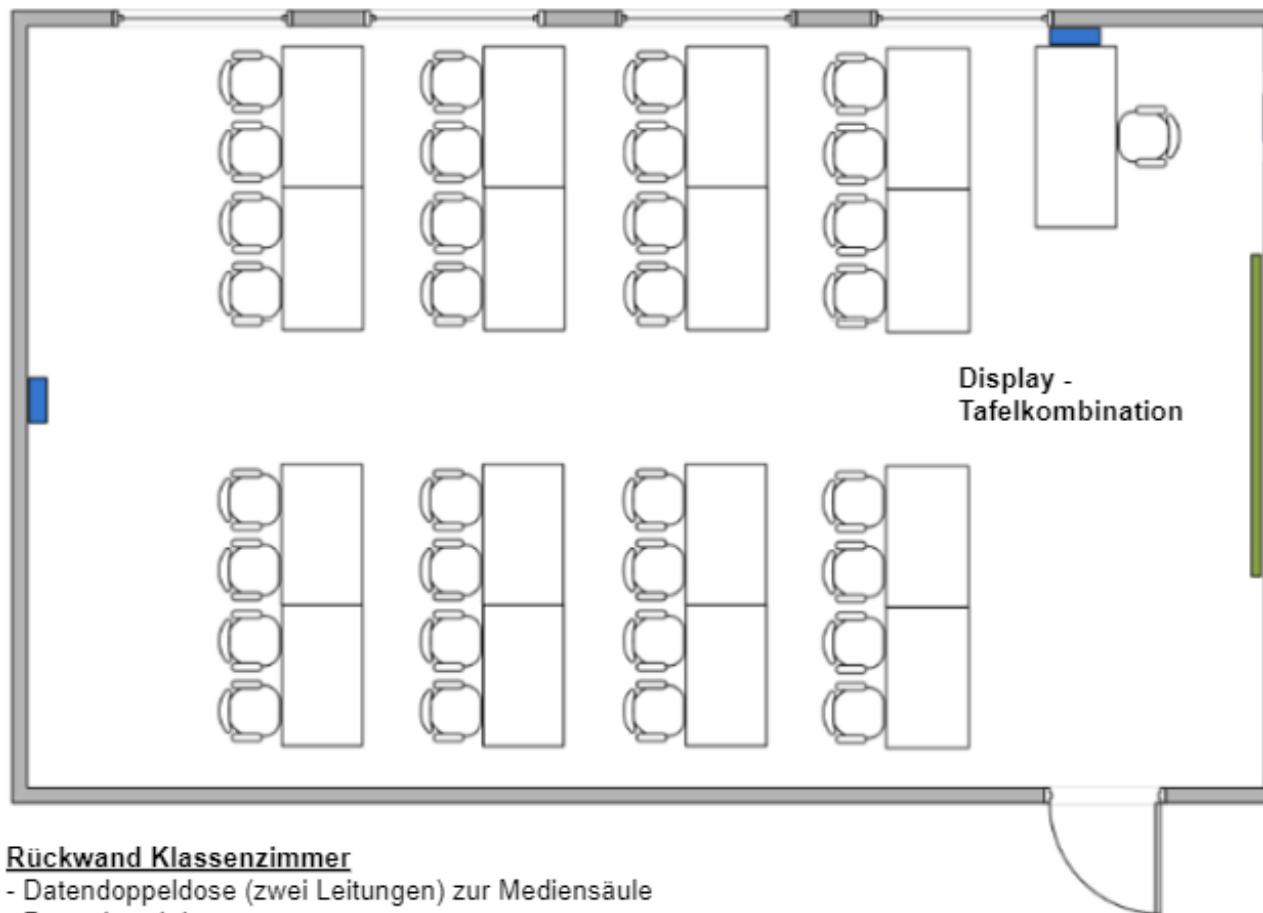 Display -
Tafelkombination
Rückwand Klassenzimmer
- Datendoppeldose (zwei Leitungen) zur Mediensäule